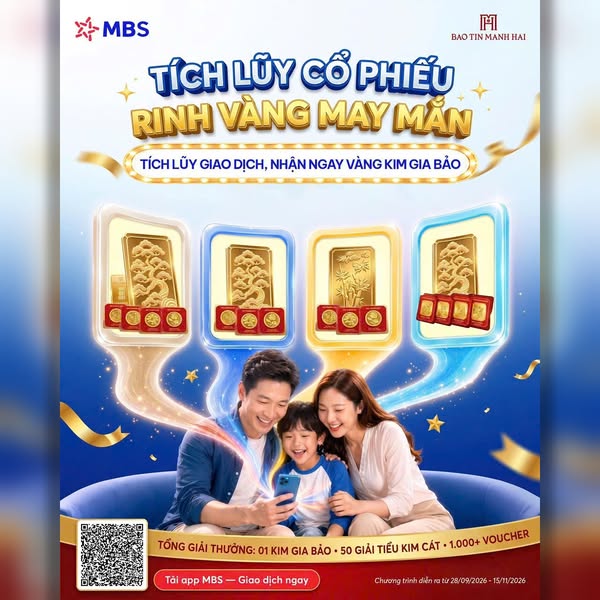 MBS
BAO TIN MANH HAI
TÍCH LŨY CỔ PHIẾU
RINH VÀNG MAY MẮN
TÍCH LŨY GIAO DỊCH, NHẬN NGAY VÀNG KIM GIA BẢO
TỔNG GIẢI THƯỞNG: 01 KIM GIA BẢO • 50 GIẢI TIỂU KIM CÁT • 1.000+ VOUCHER
Tải app MBS — Giao dịch ngay
Chương trình diễn ra từ 28/09/2026 - 15/11/2026